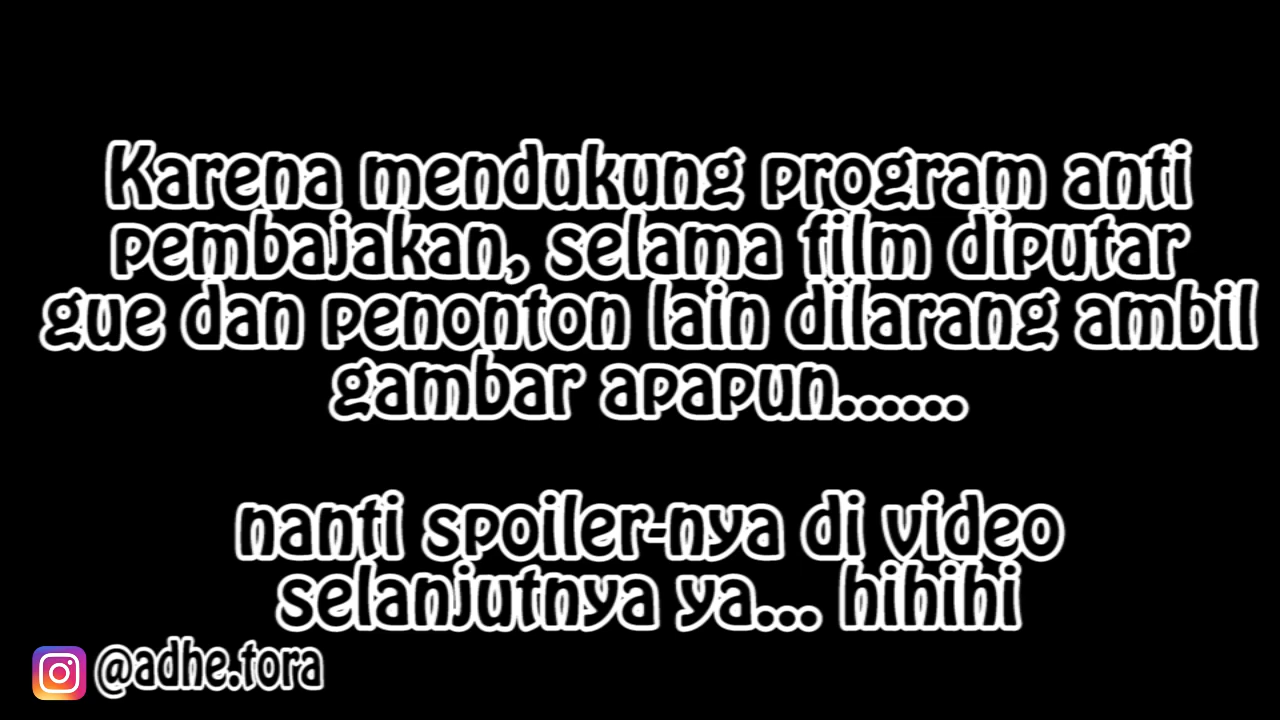 Karena mendukung program anti
pembajakan, selama film diputar
gue dan penonton lain dilarang ambil
gambar apapun......
nanti spoiler-nya di video
selanjutnya ya... hihihi
@adhe.tora